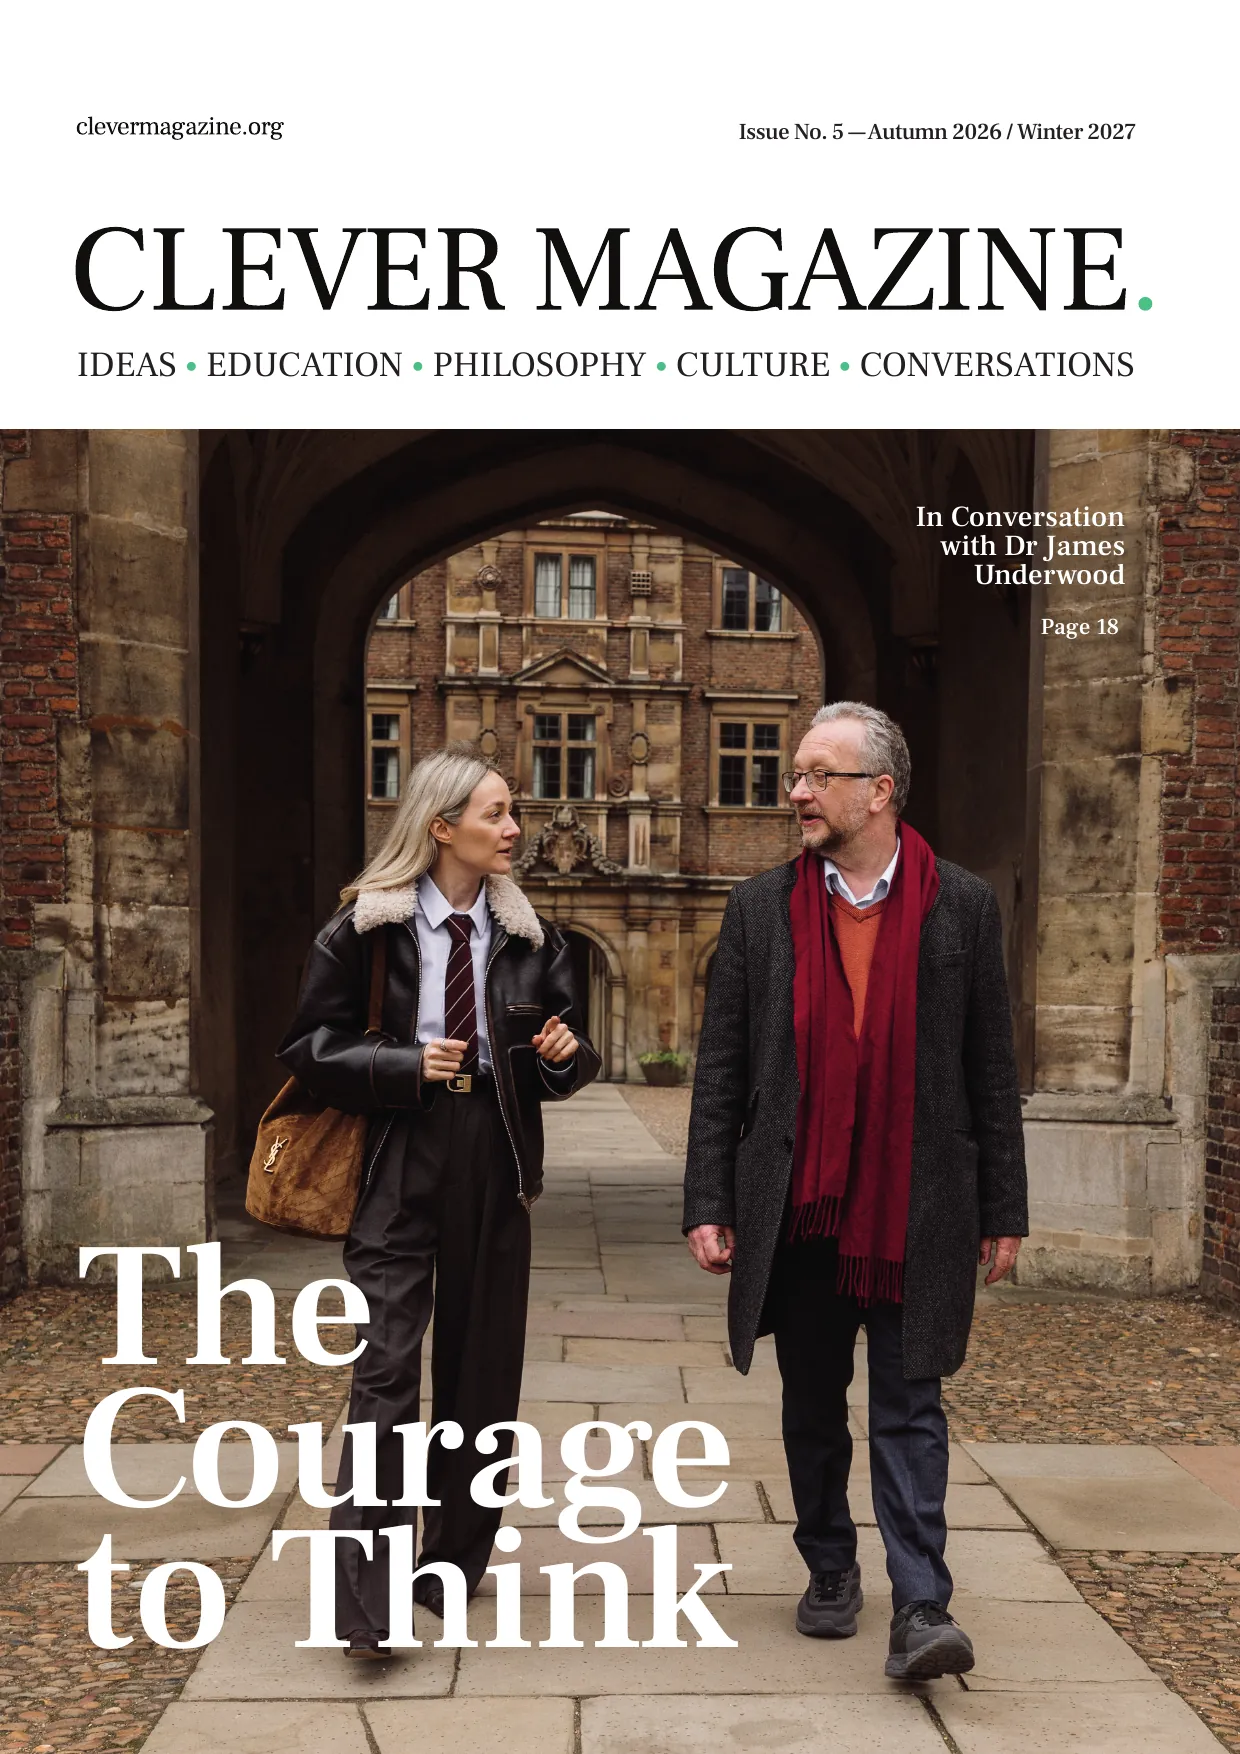 clevermagazine.org
Issue No. 5 — Autumn 2026 / Winter 2027
CLEVER MAGAZINE.
IDEAS • EDUCATION • PHILOSOPHY • CULTURE • CONVERSATIONS
In Conversation
with Dr James
Underwood
Page 18
YSL
The
Courage
to Think